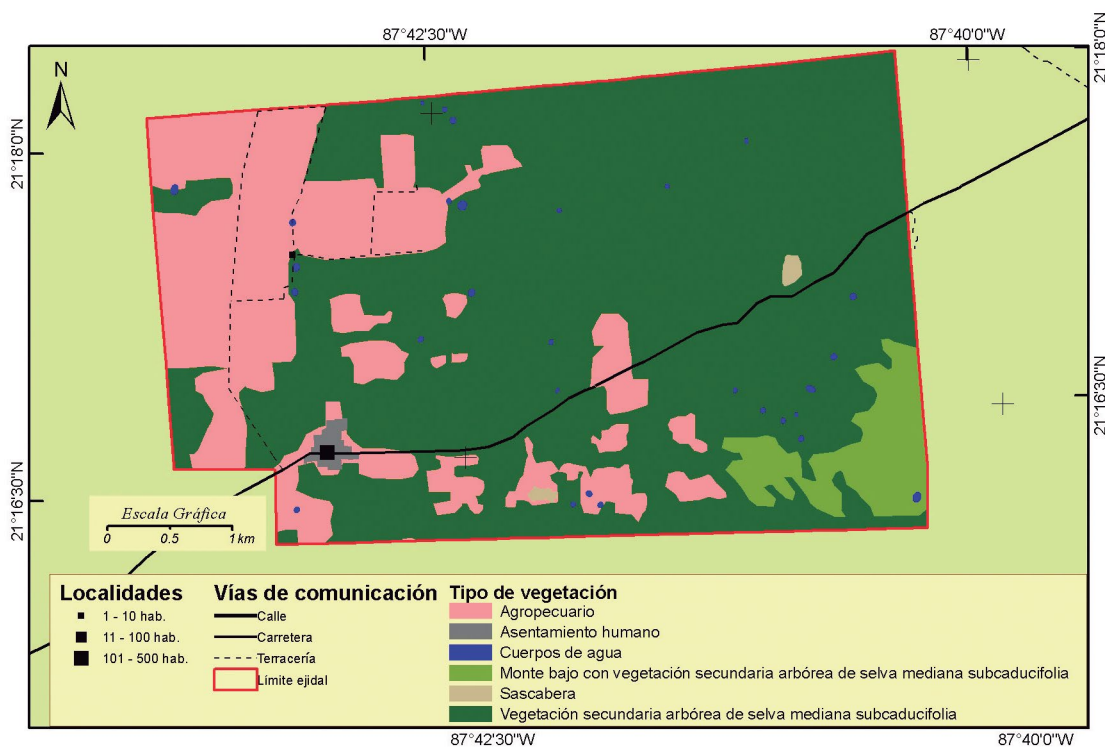 87°42'30"W
87°40'0"W
N
21°18'0"N
21°18'0"N
21°16'30"N
21°16'30"N
Escala Gráfica
0 0.5 1 km
Localidades
1 - 10 hab.
11 - 100 hab.
101 - 500 hab.
Vías de comunicación
Calle
Carretera
Terracería
Límite ejidal
Tipo de vegetación
Agropecuario
Asentamiento humano
Cuerpos de agua
Monte bajo con vegetación secundaria arbórea de selva mediana subcaducifolia
Sascabera
Vegetación secundaria arbórea de selva mediana subcaducifolia
87°42'30"W
87°40'0"W